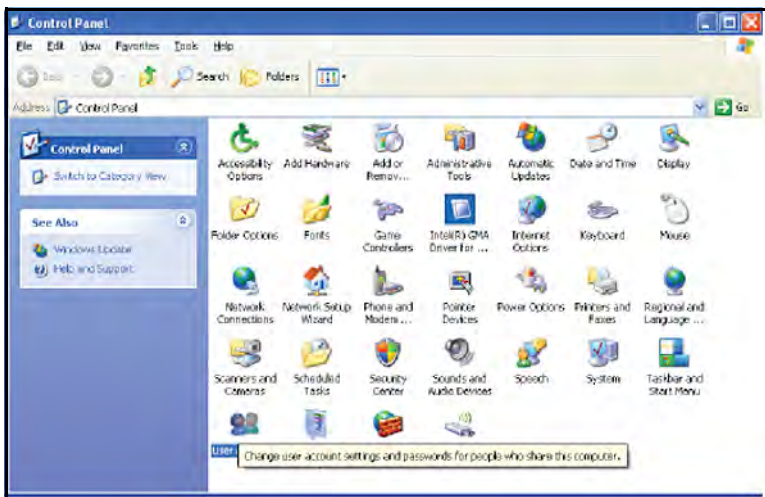 Control Panel
File Edit View Favorites Tools Help
Back Search Folders
Address Control Panel Go
Control Panel
Switch to Category View
See Also
Windows Update
Help and Support
Accessibility Options Add Hardware Add or Remov... Administrative Tools Automatic Updates Date and Time Display
Folder Options Fonts Game Controllers Intel(R) GMA Driver for ... Internet Options Keyboard Mouse
Network Connections Network Setup Wizard Phone and Modem ... Pointer Devices Power Options Printers and Faxes Regional and Language ...
Scanners and Cameras Scheduled Tasks Security Center Sounds and Audio Devices Speech System Taskbar and Start Menu
User
Change user account settings and passwords for people who share this computer.